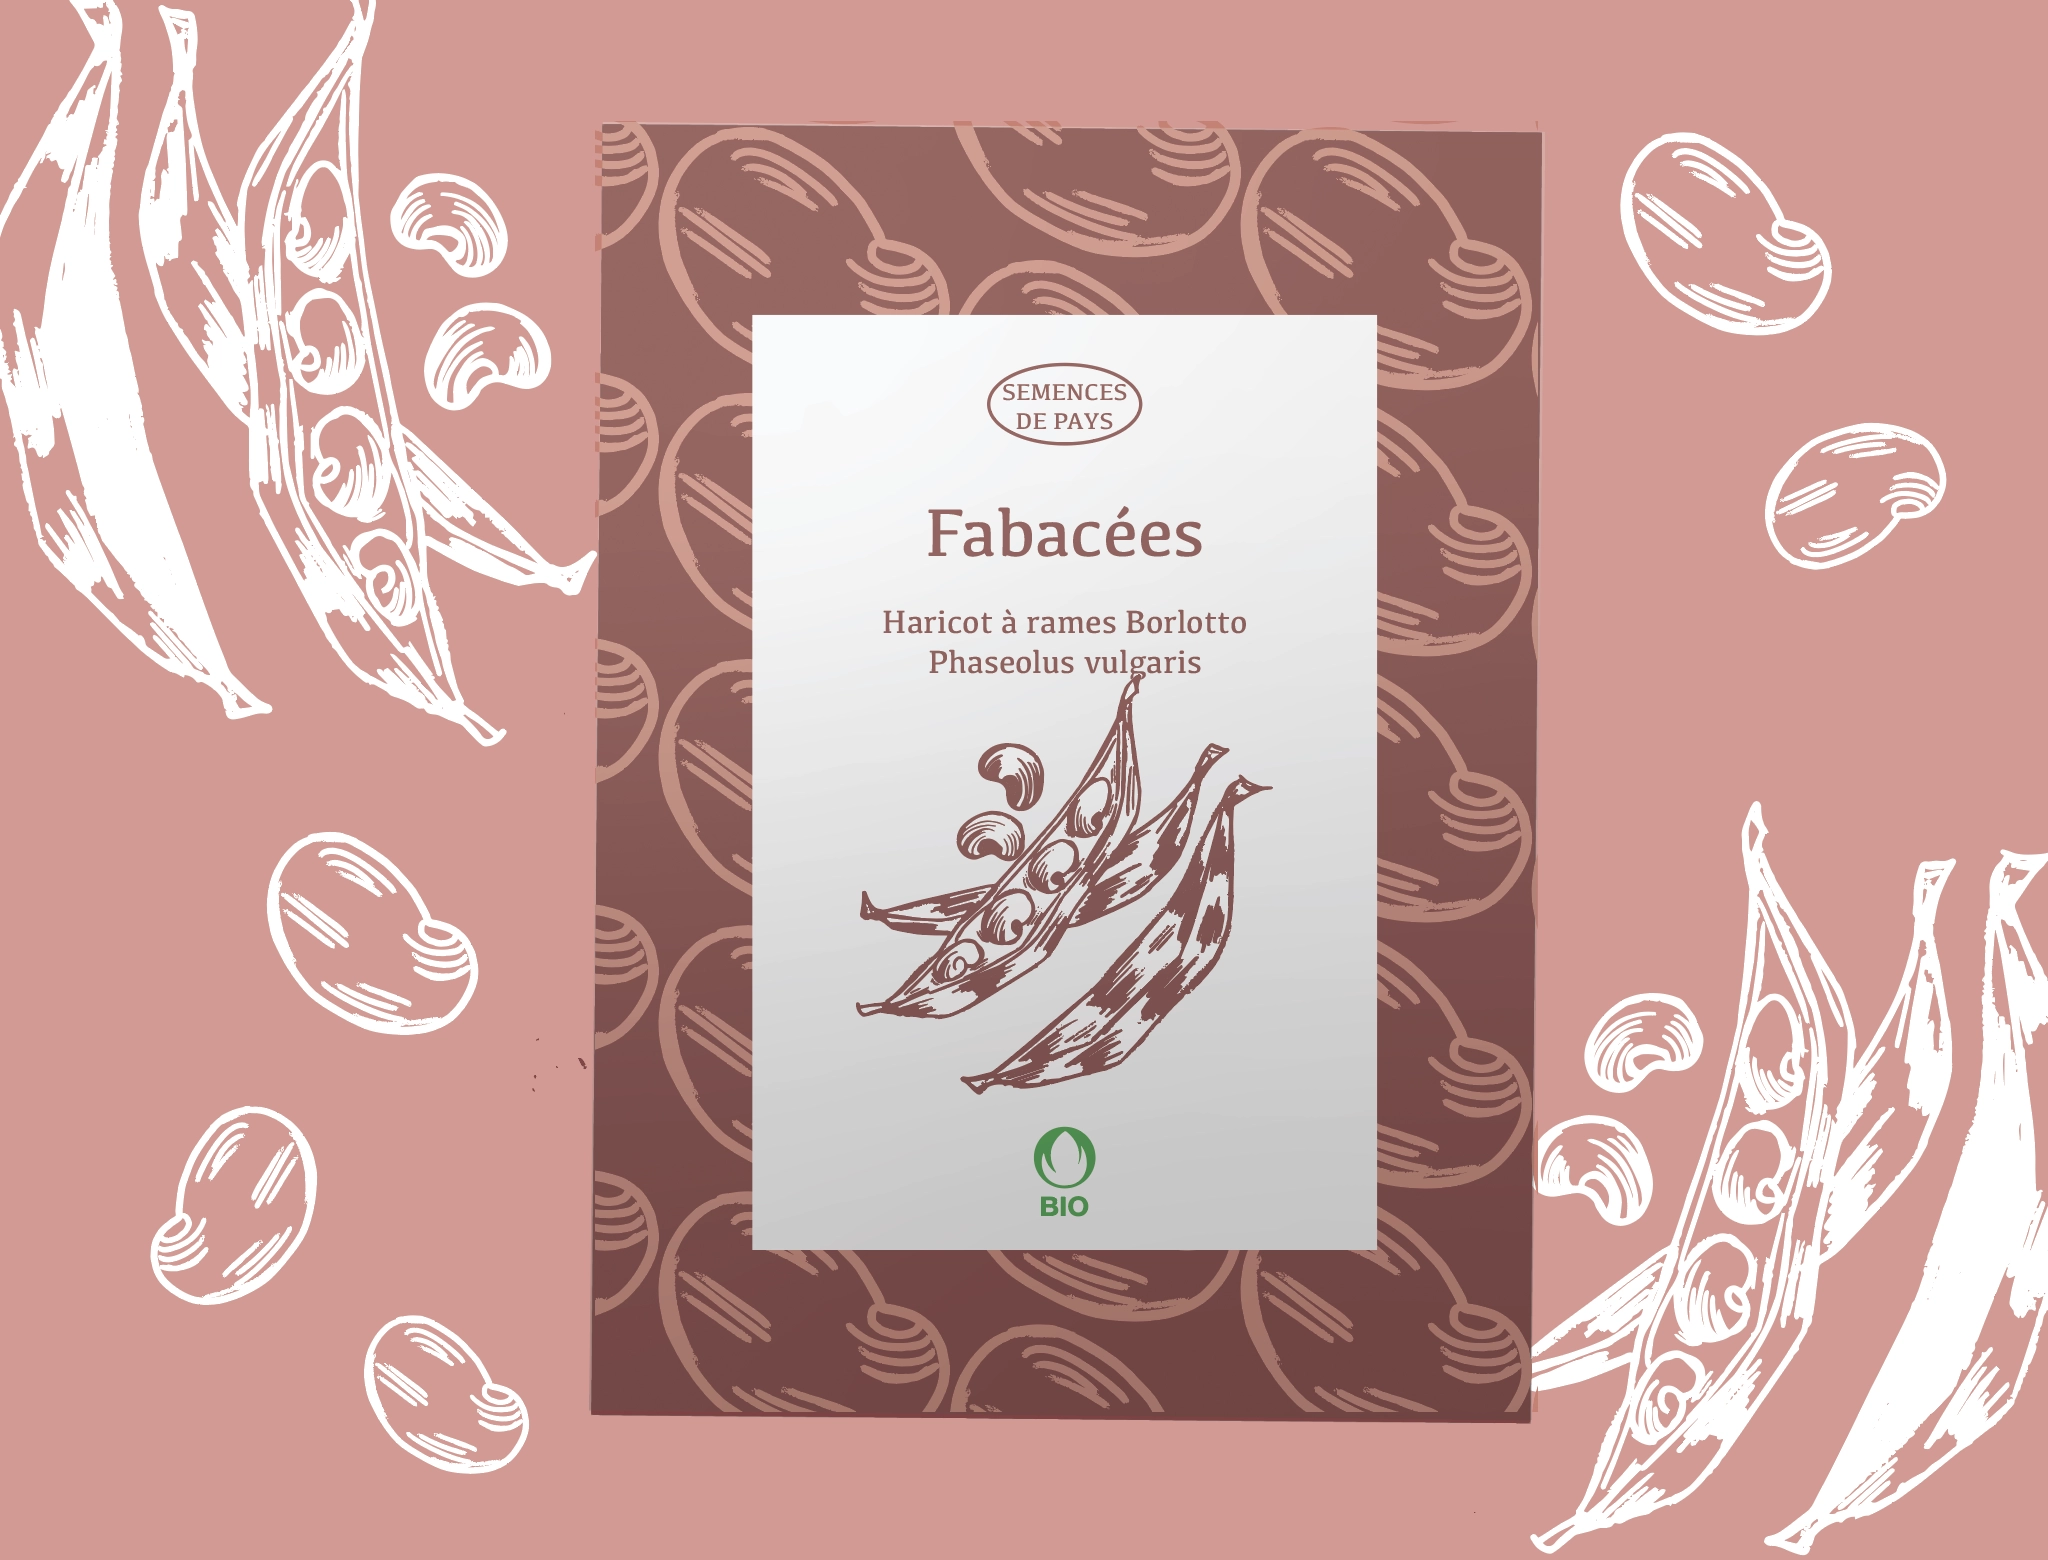 SEMENCES
DE PAYS
Fabacées
Haricot à rames Borlotto
Phaseolus vulgaris
BIO